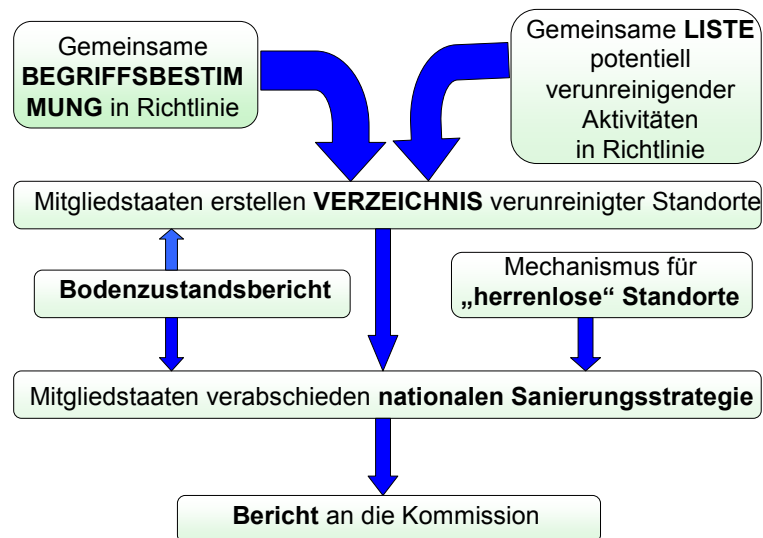 Gemeinsame
BEGRIFFSBESTIM
MUNG in Richtlinie
Gemeinsame LISTE
potentiell
verunreinigender
Aktivitäten
in Richtlinie
Mitgliedstaaten erstellen VERZEICHNIS verunreinigter Standorte
Bodenzustandsbericht
Mechanismus für
„herrenlose“ Standorte
Mitgliedstaaten verabschieden nationalen Sanierungsstrategie
Bericht an die Kommission